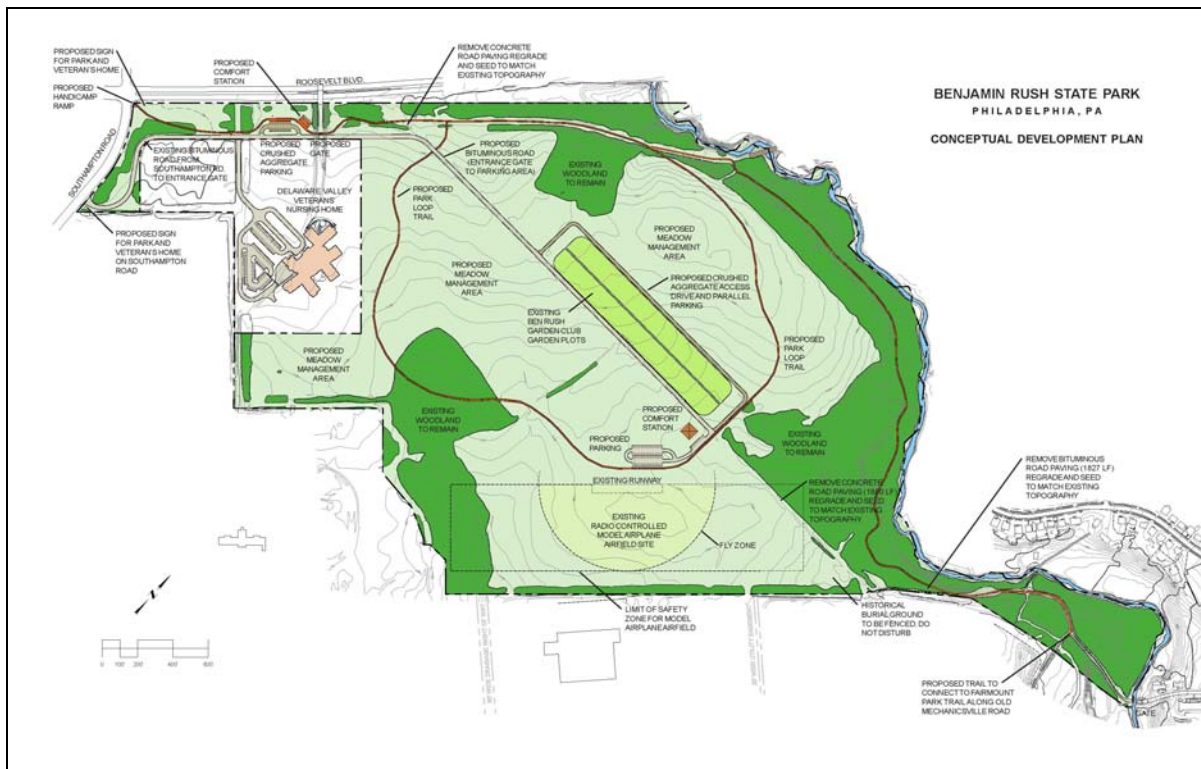 BENJAMIN RUSH STATE PARK
PHILADELPHIA, PA
CONCEPTUAL DEVELOPMENT PLAN
PROPOSED SIGN
FOR PARK AND
VETERAN'S HOME
PROPOSED
HANDICAMP
RAMP
PROPOSED
COMFORT
STATION
ROOSEVELT BLVD.
REMOVE CONCRETE
ROAD PAVING REGRADE
AND SEED TO MATCH
EXISTING TOPOGRAPHY
SOUTHAMPTON ROAD
EXISTING BITUMINOUS
ROAD FROM
SOUTHAMPTON RD.
TO ENTRANCE GATE
PROPOSED
CRUSHED
AGGREGATE
PARKING
PROPOSED
GATE
PROPOSED
BITUMINOUS ROAD
(ENTRANCE GATE
TO PARKING AREA)
EXISTING
WOODLAND
TO REMAIN
DELAWARE VALLEY
VETERANS'
NURSING HOME
PROPOSED
PARK
LOOP
TRAIL
PROPOSED SIGN
FOR PARK AND
VETERAN'S HOME
ON SOUTHAMPTON
ROAD
PROPOSED
MEADOW
MANAGEMENT
AREA
PROPOSED
MEADOW
MANAGEMENT
AREA
PROPOSED CRUSHED
AGGREGATE ACCESS
DRIVE AND PARALLEL
PARKING
EXISTING
BEN RUSH
GARDEN CLUB
GARDEN PLOTS
PROPOSED
PARK
LOOP
TRAIL
PROPOSED
MEADOW
MANAGEMENT
AREA
EXISTING
WOODLAND
TO REMAIN
PROPOSED
COMFORT
STATION
PROPOSED
PARKING
EXISTING
WOODLAND
TO REMAIN
REMOVE BITUMINOUS
ROAD PAVING (1827 LF)
REGRADE AND SEED
TO MATCH EXISTING
TOPOGRAPHY
EXISTING RUNWAY
REMOVE CONCRETE
ROAD PAVING LF)
REGRADE AND SEED
TO MATCH EXISTING
TOPOGRAPHY
EXISTING
RADIO CONTROLLED
MODEL AIRPLANE
AIRFIELD SITE
FLY ZONE
LIMIT OF SAFETY
ZONE FOR MODEL
AIRPLANE AIRFIELD
HISTORICAL
BURIAL GROUND
TO BE FENCED, DO
NOT DISTURB
PROPOSED TRAIL TO
CONNECT TO FAIRMOUNT
PARK TRAIL ALONG OLD
MECHANICSVILLE ROAD
GATE
0 100 200 400 600